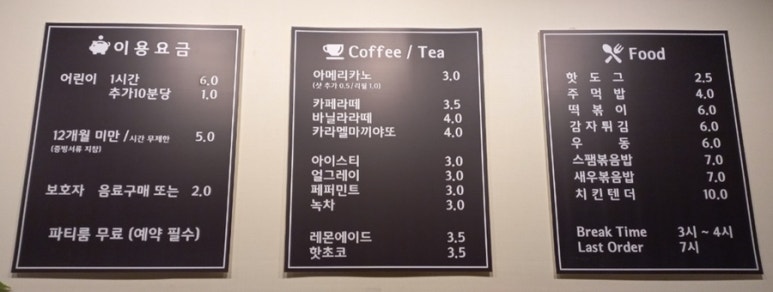 이용요금
어린이 1시간 6.0
추가10분당 1.0
12개월 미만 / 시간 무제한 5.0
(증빙서류 지참)
보호자 음료구매 또는 2.0
파티룸 무료 (예약 필수)
Coffee / Tea
아메리카노 3.0
(샷 추가 0.5/리필 1.0)
카페라떼 3.5
바닐라라떼 4.0
카라멜마끼야또 4.0
아이스티 3.0
얼그레이 3.0
페퍼민트 3.0
녹차 3.0
레몬에이드 3.5
핫초코 3.5
Food
핫도그 2.5
주먹밥 4.0
떡볶이 6.0
감자튀김 6.0
우동 6.0
스팸볶음밥 7.0
새우볶음밥 7.0
치킨텐더 10.0
Break Time 3시 ~ 4시
Last Order 7시